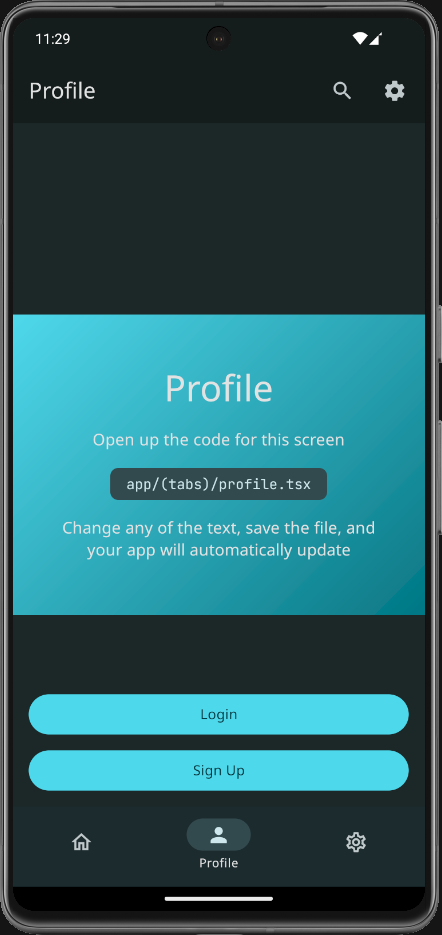 11:29
Profile
Profile
Open up the code for this screen
app/(tabs)/profile.tsx
Change any of the text, save the file, and
your app will automatically update
Login
Sign Up
Profile